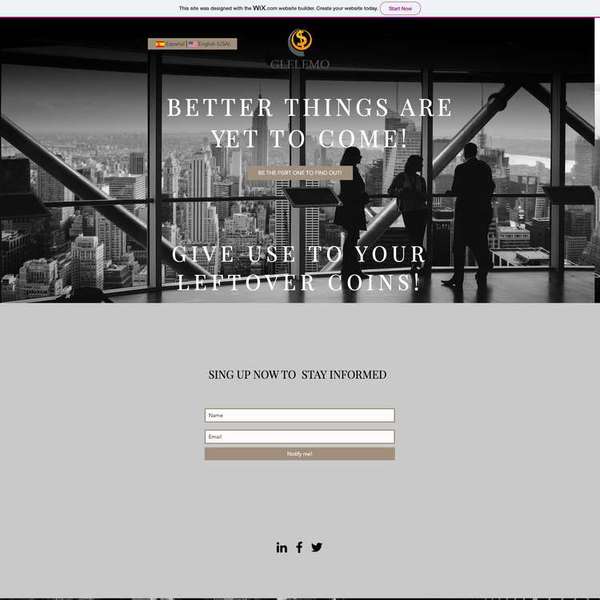 This site was designed with the WiX.com website builder. Create your website today. Start Now
Español | English (USA)
GLFLEMO
BETTER THINGS ARE
YET TO COME!
BE THE FSIRT ONE TO FIND OUT!
GIVE USE TO YOUR
LEFTOVER COINS!
SING UP NOW TO STAY INFORMED
Name
Email
Notify me!